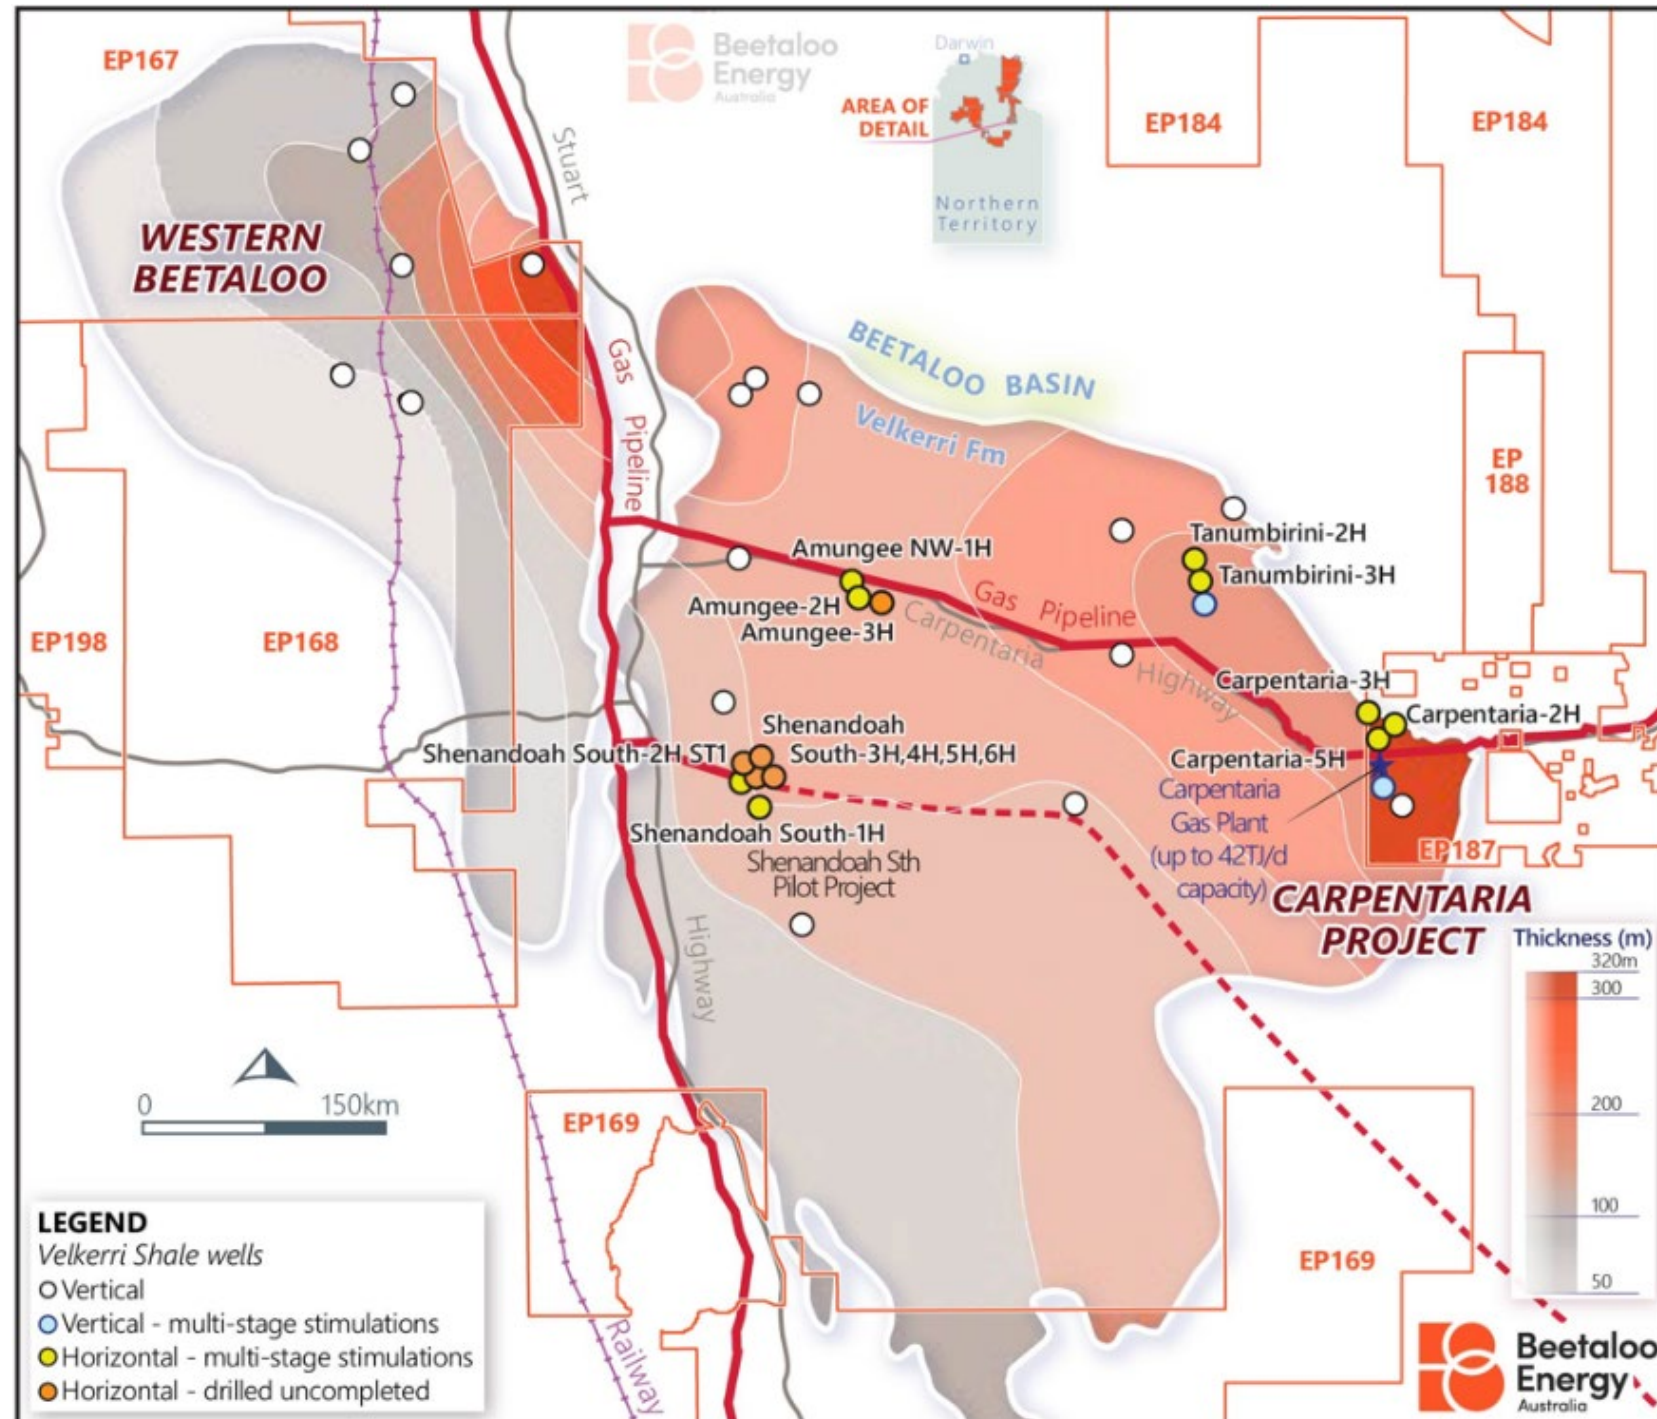 EP167
Beetaloo
Energy
Australia
Darwin
AREA OF
DETAIL
Northern
Territory
EP184
EP184
Stuart
WESTERN
BEETALOO
Gas Pipeline
BEETALOO BASIN
Velkerri Fm
EP
188
Tanumbirini-2H
Amungee NW-1H
Tanumbirini-3H
Amungee-2H
Gas Pipeline
Amungee-3H
Carpentaria
Highway
EP198
EP168
Carpentaria-3H
Carpentaria-2H
Shenandoah
South-3H,4H,5H,6H
Shenandoah South-2H ST1
Carpentaria-5H
Carpentaria
Gas Plant
(up to 42TJ/d
capacity)
Shenandoah South-1H
Shenandoah Sth
Pilot Project
EP187
CARPENTARIA
PROJECT
Highway
Thickness (m)
320m
300
200
100
50
0 150km
EP169
EP169
LEGEND
Velkerri Shale wells
Vertical
Vertical - multi-stage stimulations
Horizontal - multi-stage stimulations
Horizontal - drilled uncompleted
Railway
Beetaloo
Energy
Australia